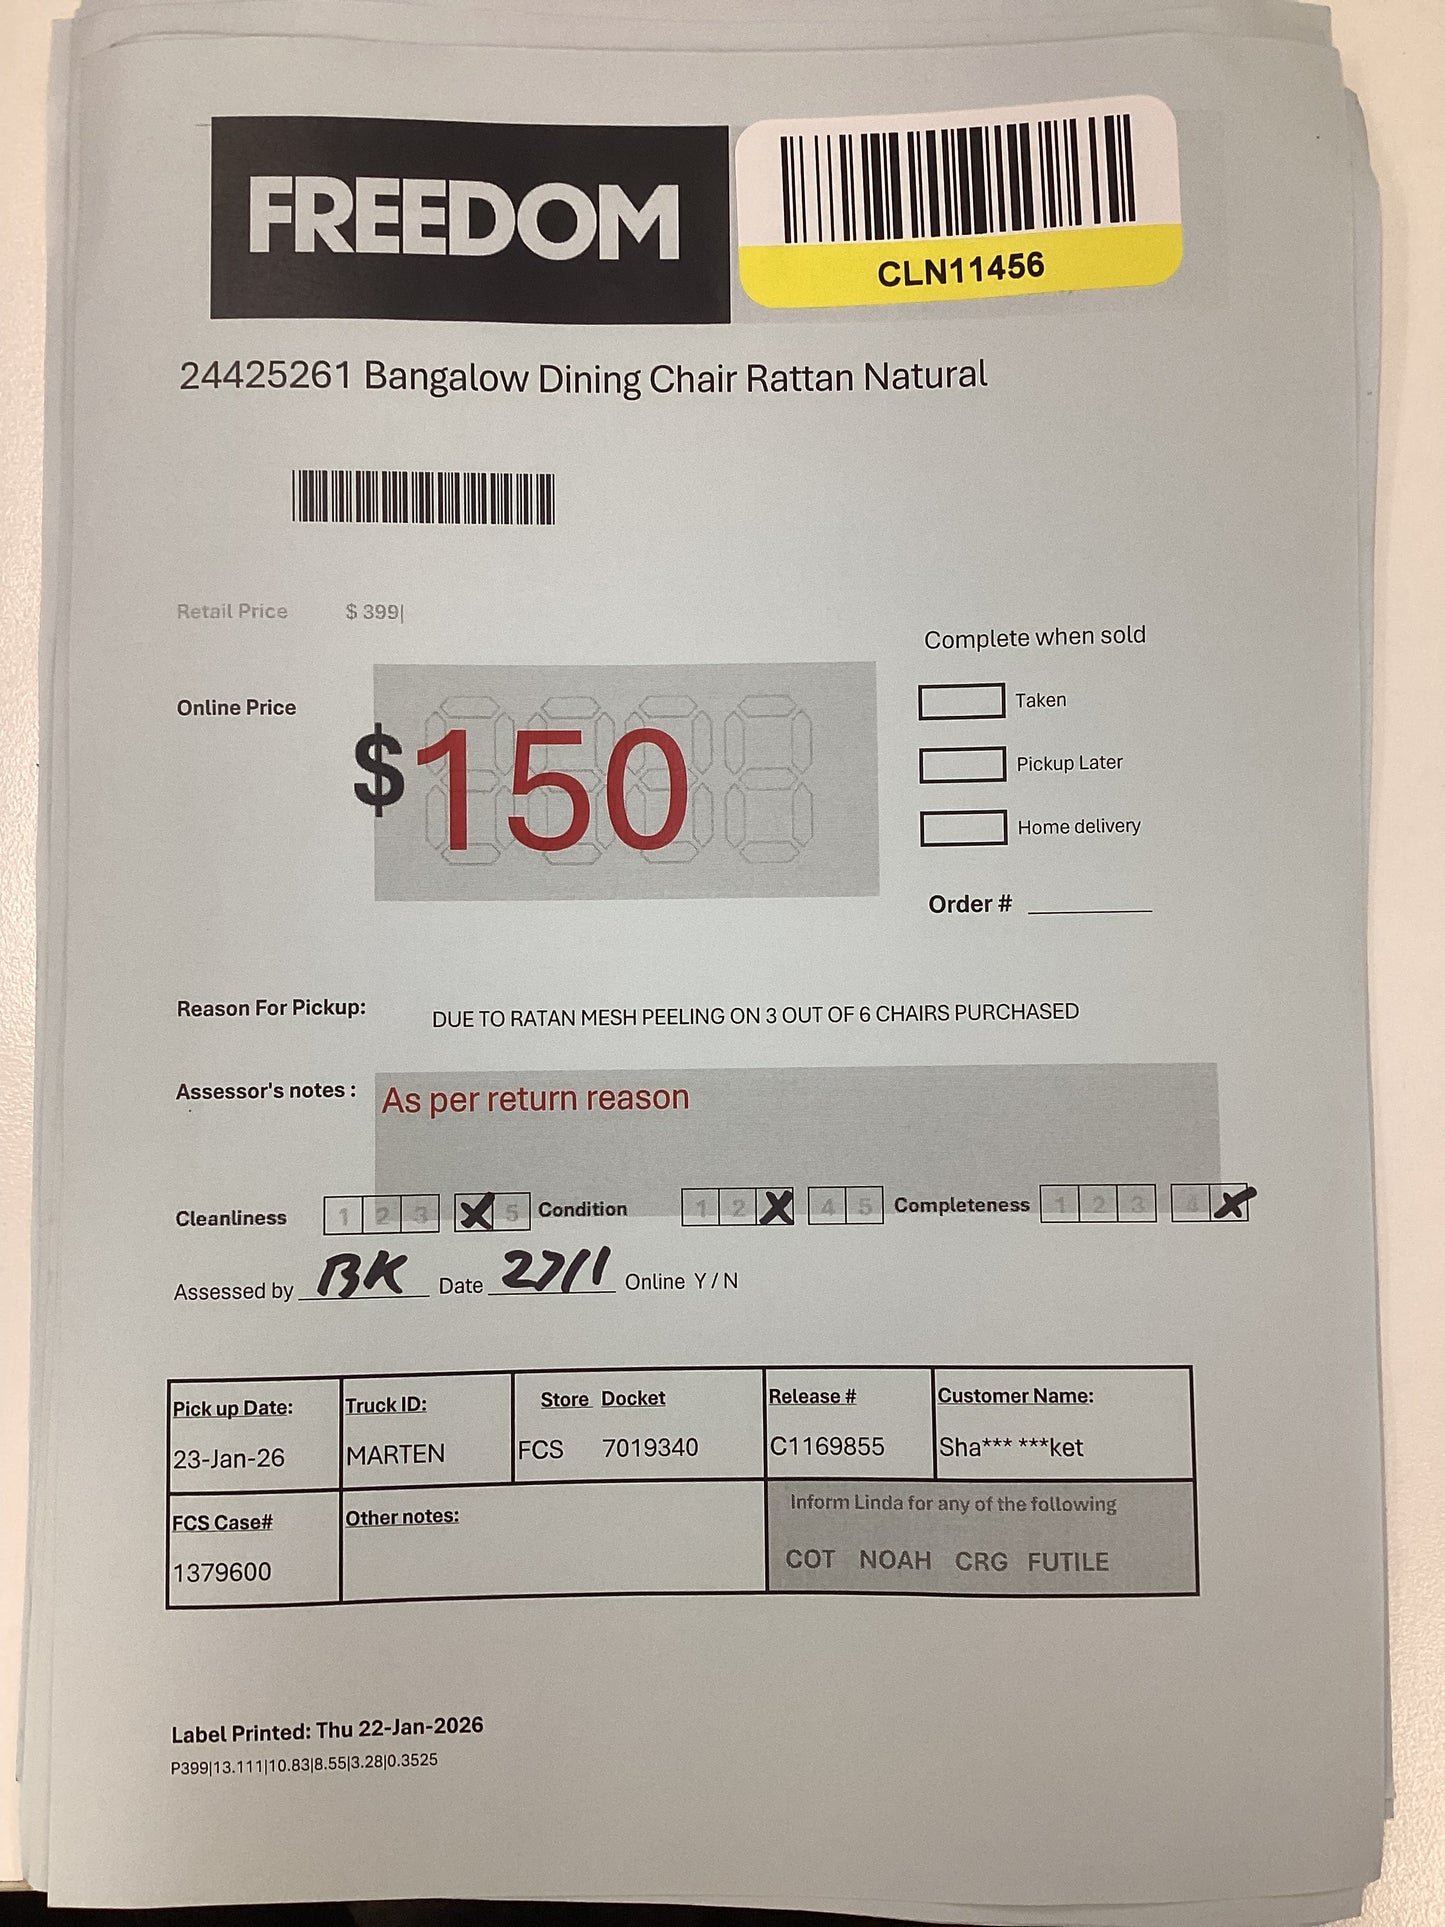 FREEDOM
CLN11456
24425261 Bangalow Dining Chair Rattan Natural
Retail Price $ 399|
Complete when sold
Online Price
$150
Taken
Pickup Later
Home delivery
Order #
Reason For Pickup: DUE TO RATAN MESH PEELING ON 3 OUT OF 6 CHAIRS PURCHASED
Assessor's notes : As per return reason
Cleanliness 1 2 3 X 5 Condition 1 2 X 4 5 Completeness 1 2 3 4 X
Assessed by BK Date 27/1 Online Y / N
Pick up Date: Truck ID: Store Docket Release # Customer Name:
23-Jan-26 MARTEN FCS 7019340 C1169855 Sha*** ***ket
FCS Case# Other notes: Inform Linda for any of the following
1379600 COT NOAH CRG FUTILE
Label Printed: Thu 22-Jan-2026
P399|13.111|10.83|8.55|3.28|0.3525